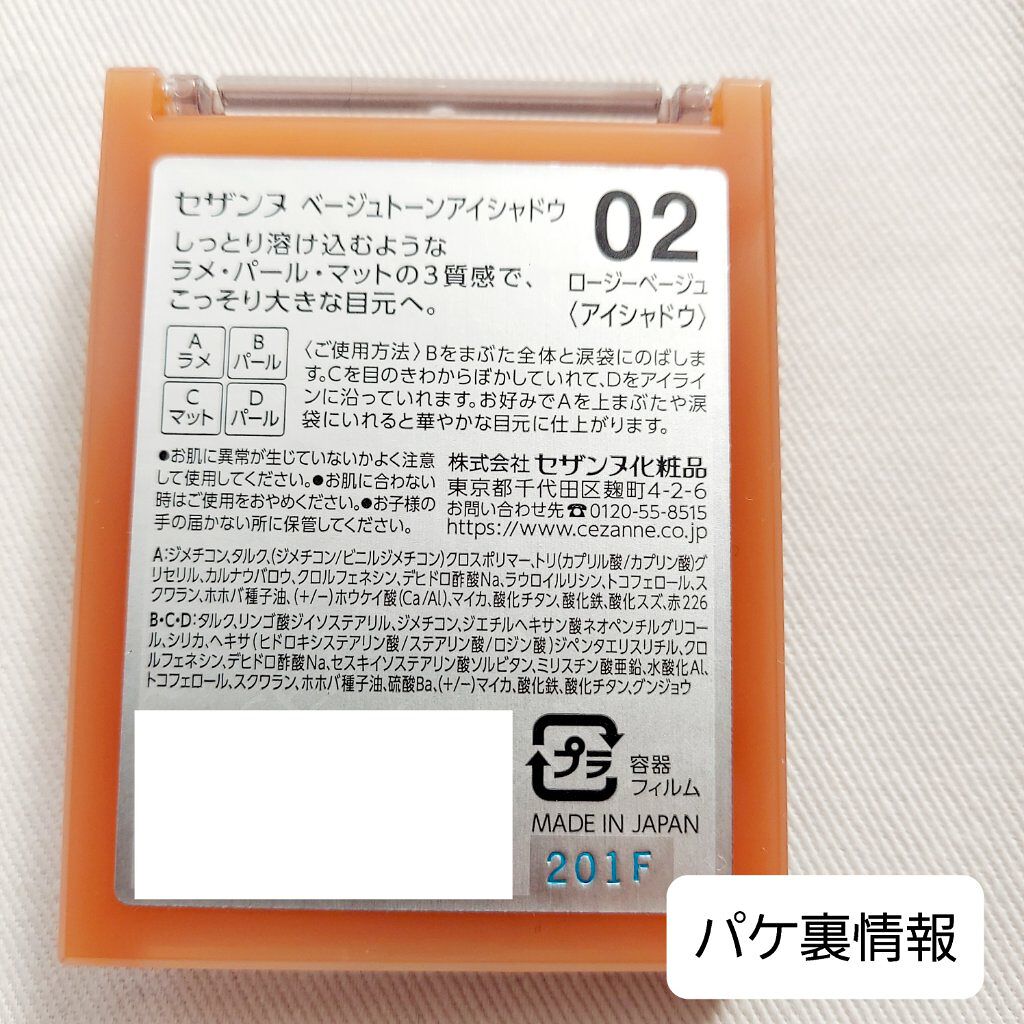 セザンヌ ベージュトーンアイシャドウ
02
ロージーベージュ
〈アイシャドウ〉
しっとり溶け込むような
ラメ・パール・マットの3質感で、
こっそり大きな目元へ。
A
ラメ
B
パール
C
マット
D
パール
〈ご使用方法〉Bをまぶた全体と涙袋にのばしま
す。Cを目のきわからぼかしていれて、Dをアイライ
ンに沿っていれます。お好みでAを上まぶたや涙
袋にいれると華やかな目元に仕上がります。
●お肌に異常が生じていないかよく注意
して使用してください。●お肌に合わない
時はご使用をおやめください。●お子様の
手の届かない所に保管してください。
株式会社 セザンヌ化粧品
東京都千代田区麹町4-2-6
お問い合わせ先☎0120-55-8515
https://www.cezanne.co.jp
A:ジメチコン、タルク、(ジメチコン/ビニルジメチコン)クロスポリマー、トリ(カプリル酸/カプリン酸)グ
リセリル、カルナウバロウ、クロルフェネシン、デヒドロ酢酸Na、ラウロイルリシン、トコフェロール、ス
クワラン、ホホバ種子油、(+/−)ホウケイ酸(Ca/Al)、マイカ、酸化チタン、酸化鉄、酸化スズ、赤226
B・C・D:タルク、リンゴ酸ジイソステアリル、ジメチコン、ジエチルヘキサン酸ネオペンチルグリコー
ル、シリカ、ヘキサ(ヒドロキシステアリン酸/ステアリン酸/ロジン酸)ジペンタエリスリチル、クロ
ルフェネシン、デヒドロ酢酸Na、セスキイソステアリン酸ソルビタン、ミリスチン酸亜鉛、水酸化Al、
トコフェロール、スクワラン、ホホバ種子油、硫酸Ba、(+/−)マイカ、酸化鉄、酸化チタン、グンジョウ
プラ
容器
フィルム
MADE IN JAPAN
201F
パケ裏情報